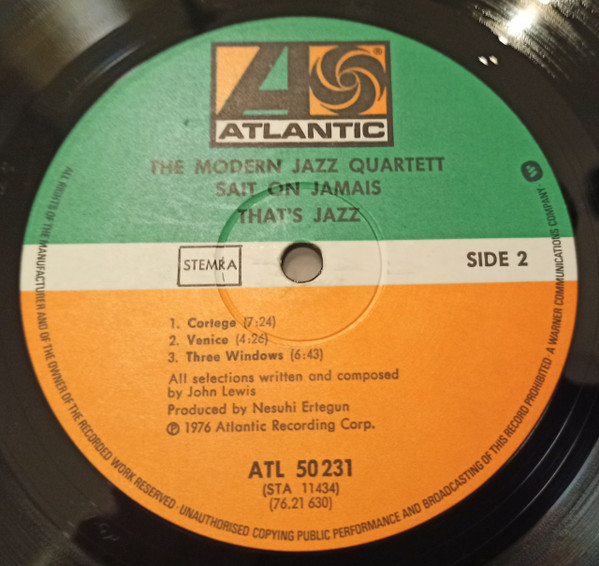 ATLANTIC
®
THE MODERN JAZZ QUARTETT
SAIT ON JAMAIS
THAT'S JAZZ
STEMRA
SIDE 2
1. Cortege (7:24)
2. Venice (4:26)
3. Three Windows (6:43)
All selections written and composed
by John Lewis
Produced by Nesuhi Ertegun
℗ 1976 Atlantic Recording Corp.
ATL 50 231
(STA 11434)
(76.21 630)
ALL RIGHTS OF THE MANUFACTURER AND OF THE OWNER OF THE RECORDED WORK RESERVED · UNAUTHORISED COPYING PUBLIC PERFORMANCE AND BROADCASTING OF THIS RECORD PROHIBITED · A WARNER COMMUNICATIONS COMPANY ·